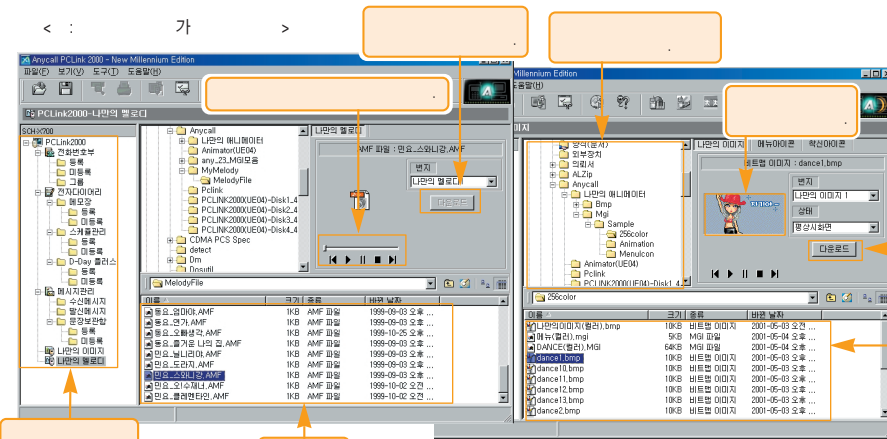 < : 가 >
.
.
Anycall PCLink 2000 - New Millennium Edition
파일(F) 보기(V) 도구(T) 도움말(H)
.
PCLink2000-나만의 멜로디
SCH-X700
PCLink2000
전화번호부
등록
미등록
그룹
전자다이어리
메모장
등록
미등록
스케쥴관리
등록
미등록
D-Day 플러스
등록
미등록
메시지관리
수신메시지
발신메시지
문장보관함
등록
미등록
나만의 이미지
나만의 멜로디
Anycall
나만의 애니메이터
Animator(UE04)
any_23_MGI모음
MyMelody
MelodyFile
Pclink
PCLINK2000(UE04)-Disk1_4
PCLINK2000(UE04)-Disk2_4
PCLINK2000(UE04)-Disk3_4
PCLINK2000(UE04)-Disk4_4
CDMA PCS Spec
detect
Dm
Dosutil
나만의 멜로디
AMF 파일 : 민요_스와니강.AMF
번지
나만의 멜로디1
다운로드
MelodyFile
이름 크기 종류 바뀐 날짜
동요_엄마야.AMF 1KB AMF 파일 1999-09-03 오후 ...
동요_연가.AMF 1KB AMF 파일 1999-09-03 오후 ...
동요_오빠생각.AMF 1KB AMF 파일 1999-10-25 오후 ...
동요_즐거운 나의 집.AMF 1KB AMF 파일 1999-09-03 오후 ...
민요_닐니리야.AMF 1KB AMF 파일 1999-09-03 오후 ...
민요_도라지.AMF 1KB AMF 파일 1999-09-03 오후 ...
민요_스와니강.AMF 1KB AMF 파일 1999-09-03 오후 ...
민요_오!수재너.AMF 1KB AMF 파일 1999-10-02 오전 ...
민요_클레멘타인.AMF 1KB AMF 파일 1999-10-02 오전 ...
Millennium Edition
도움말(H)
.
미지
양식(문서)
외부장치
의뢰서
ALZip
Anycall
나만의 애니메이터
Bmp
Mgi
Sample
256color
Animation
MenuIcon
Animator(UE04)
Pclink
PCLINK2000(UE04)-Disk1_4
나만의 이미지 메뉴아이콘 착신아이콘
비트맵 이미지 : dance1.bmp
번지
나만의 이미지 1
상태
평상시화면
다운로드
256color
이름 크기 종류 바뀐 날짜
나만의이미지(컬러).bmp 10KB 비트맵 이미지 2001-05-03 오전 ...
메뉴(컬러).mgi 5KB MGI 파일 2001-05-04 오후 ...
DANCE(컬러).MGI 64KB MGI 파일 2001-05-04 오후 ...
dance1.bmp 10KB 비트맵 이미지 2001-05-03 오후 ...
dance10.bmp 10KB 비트맵 이미지 2001-05-03 오후 ...
dance11.bmp 10KB 비트맵 이미지 2001-05-03 오후 ...
dance12.bmp 10KB 비트맵 이미지 2001-05-03 오후 ...
dance13.bmp 10KB 비트맵 이미지 2001-05-03 오후 ...
dance2.bmp 10KB 비트맵 이미지 2001-05-03 오후 ...